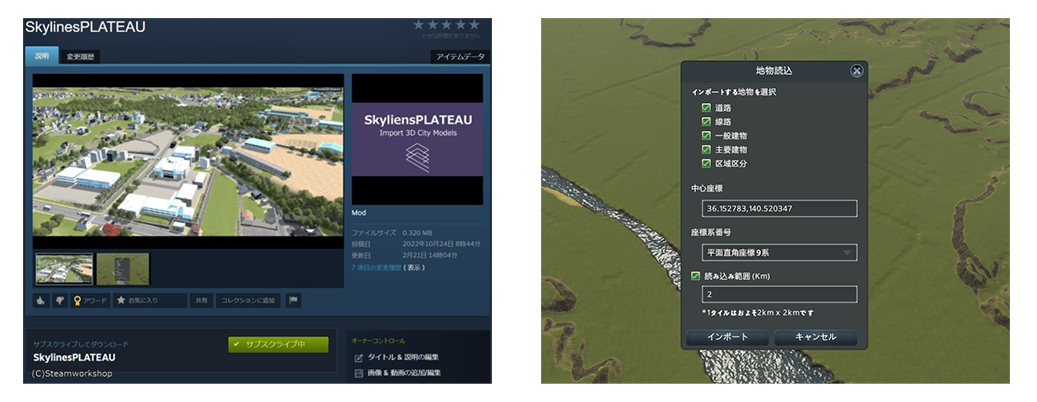 SkylinesPLATEAU
十分な評価がありません
説明
変更履歴
アイテムデータ
SkyliensPLATEAU
Import 3D City Models
Mod
ファイルサイズ 0.320 MB
投稿日 2022年10月24日 8時44分
更新日 2月21日 14時04分
7 項目の変更履歴 ( 表示 )
アワード
お気に入り
共有
コレクションに追加
サブスクライブしてダウンロード
SkylinesPLATEAU
サブスクライブ中
(C)Steamworkshop
オーナーコントロール
タイトル & 説明の編集
画像 & 動画の追加/編集
地物読込
インポートする地物を選択
道路
線路
一般建物
主要建物
区域区分
中心座標
36.152783,140.520347
座標系番号
平面直角座標9系
読み込み範囲(Km)
2
*1タイルはおよそ2km x 2kmです
インポート
キャンセル